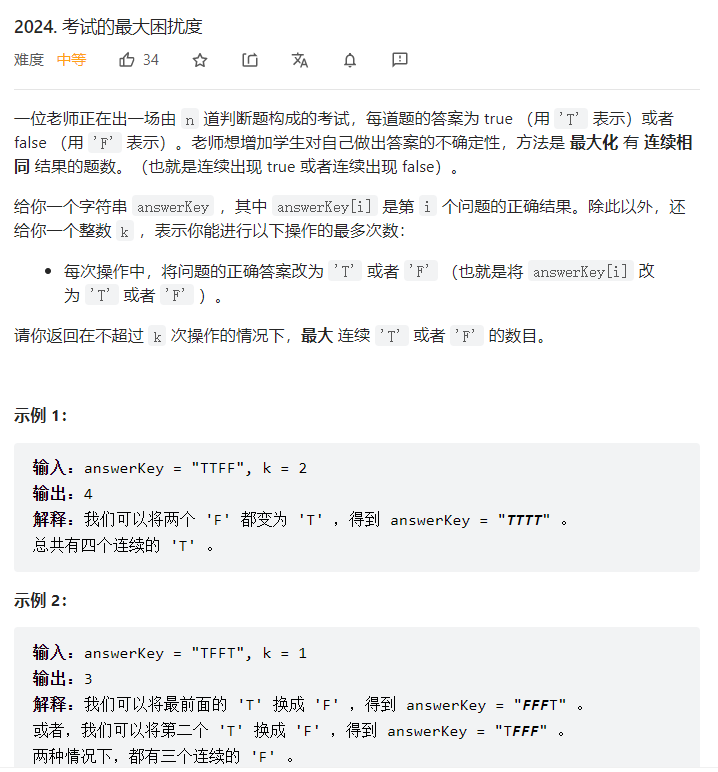 2024. 考试的最大困扰度
难度 中等 34
一位老师正在出一场由 n 道判断题构成的考试，每道题的答案为 true （用 'T' 表示）或者
false （用 'F' 表示）。老师想增加学生对自己做出答案的不确定性，方法是 最大化 有 连续相
同 结果的题数。（也就是连续出现 true 或者连续出现 false）。
给你一个字符串 answerKey ，其中 answerKey[i] 是第 i 个问题的正确结果。除此以外，还
给你一个整数 k ，表示你能进行以下操作的最多次数：
• 每次操作中，将问题的正确答案改为 'T' 或者 'F' （也就是将 answerKey[i] 改
为 'T' 或者 'F' ）。
请你返回在不超过 k 次操作的情况下，最大 连续 'T' 或者 'F' 的数目。
示例 1：
输入：answerKey = "TTFF", k = 2
输出：4
解释：我们可以将两个 'F' 都变为 'T' ，得到 answerKey = "TTTT" 。
总共有四个连续的 'T' 。
示例 2：
输入：answerKey = "TFFT", k = 1
输出：3
解释：我们可以将最前面的 'T' 换成 'F' ，得到 answerKey = "FFFT" 。
或者，我们可以将第二个 'T' 换成 'F' ，得到 answerKey = "TFFF" 。
两种情况下，都有三个连续的 'F' 。